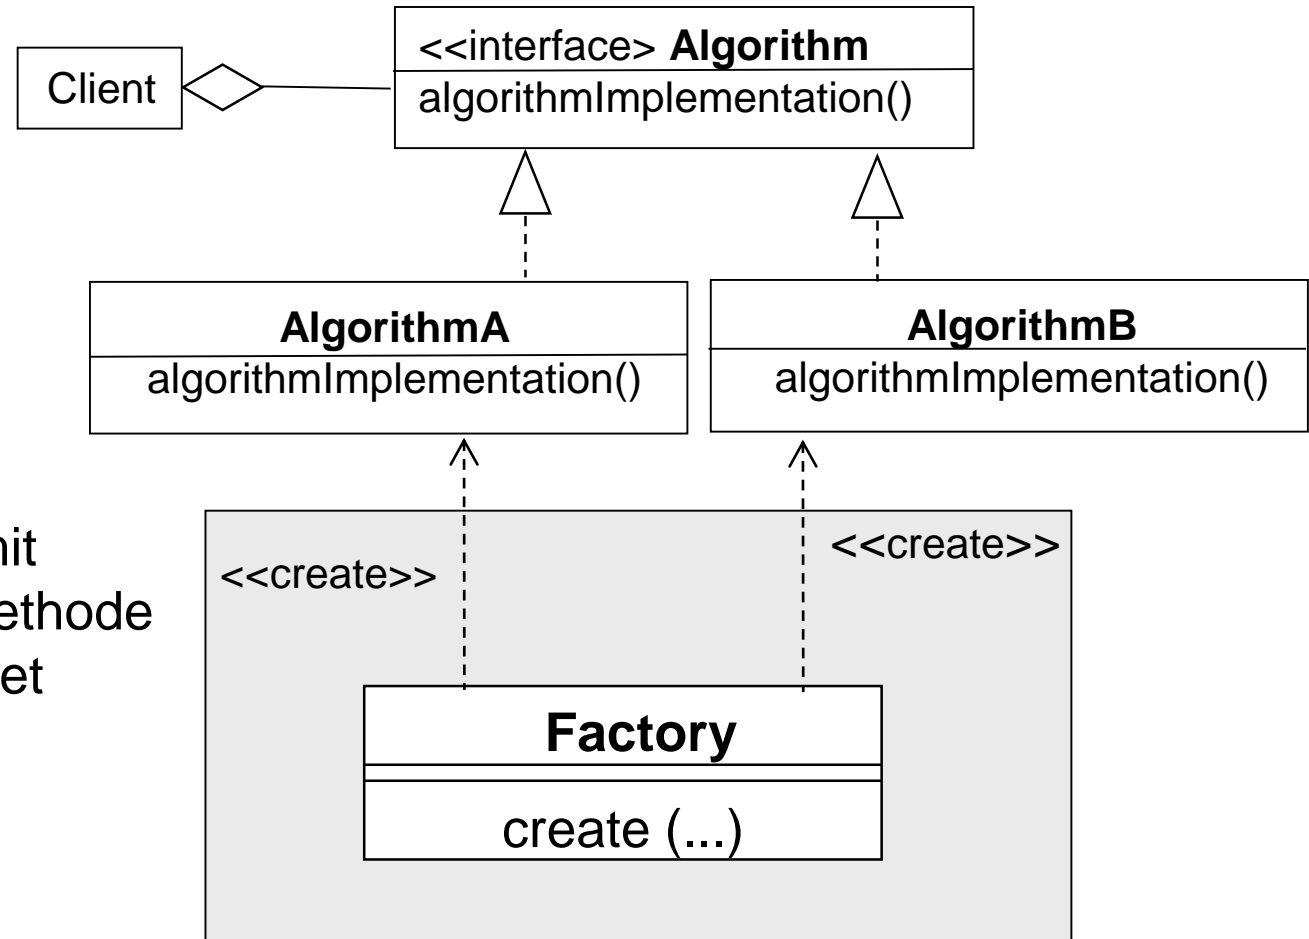 Client
<<interface> Algorithm
algorithmImplementation()
AlgorithmA
algorithmImplementation()
AlgorithmB
algorithmImplementation()
<<create>>
<<create>>
Factory
create (...)